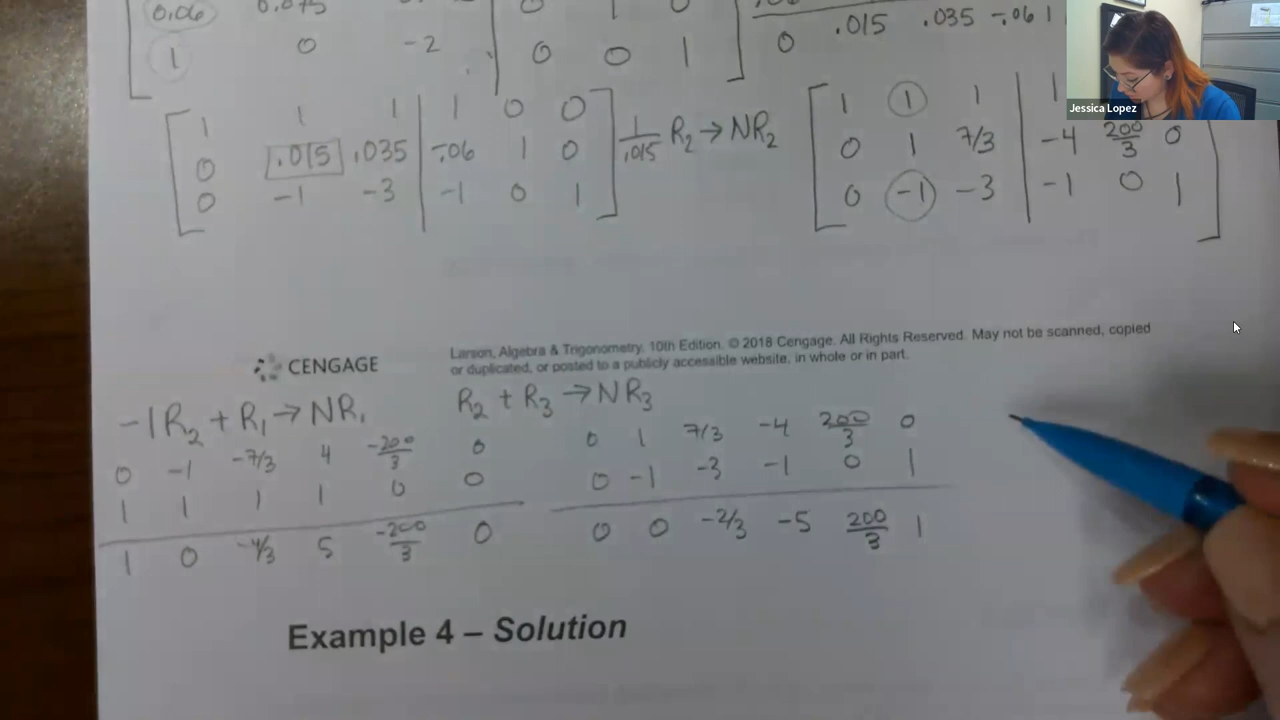 0.06 0.075 0 1 0
1 0 -2 0 0 1 0 .015 .035 -.06 1
Jessica Lopez
1 1 1 1 0 0
0 .015 .035 -.06 1 0
0 -1 -3 -1 0 1
1/.015 R₂ → NR₂
1 1 1 1
0 1 7/3 -4 200/3 0
0 -1 -3 -1 0 1
CENGAGE
Larson, Algebra & Trigonometry, 10th Edition. © 2018 Cengage. All Rights Reserved. May not be scanned, copied
or duplicated, or posted to a publicly accessible website, in whole or in part.
-1R₂ + R₁ → NR₁
0 -1 -7/3 4 -200/3 0
1 1 1 1 0 0
1 0 -4/3 5 -200/3 0
R₂ + R₃ → NR₃
0 1 7/3 -4 200/3 0
0 -1 -3 -1 0 1
0 0 -2/3 -5 200/3 1
Example 4 – Solution